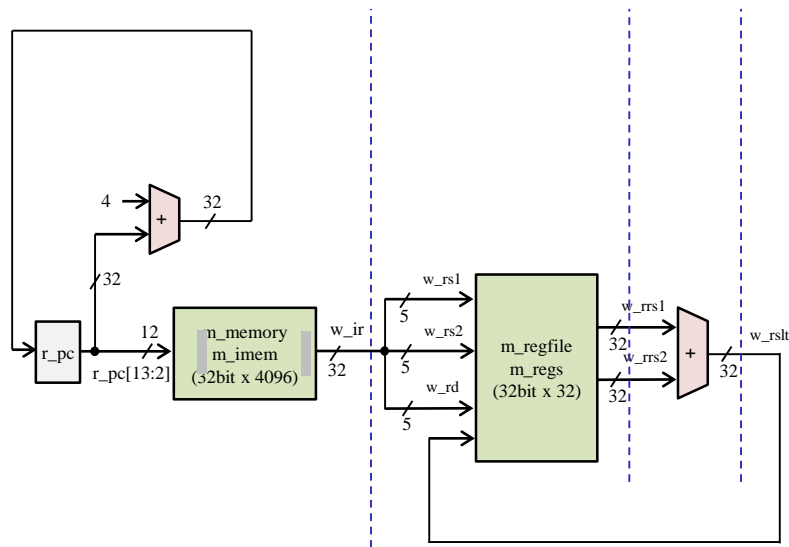 4
+
32
32
r_pc
12
r_pc[13:2]
m_memory
m_imem
(32bit x 4096)
w_ir
32
w_rs1
5
w_rs2
5
w_rd
5
m_regfile
m_regs
(32bit x 32)
w_rrs1
32
w_rrs2
32
+
w_rslt
32